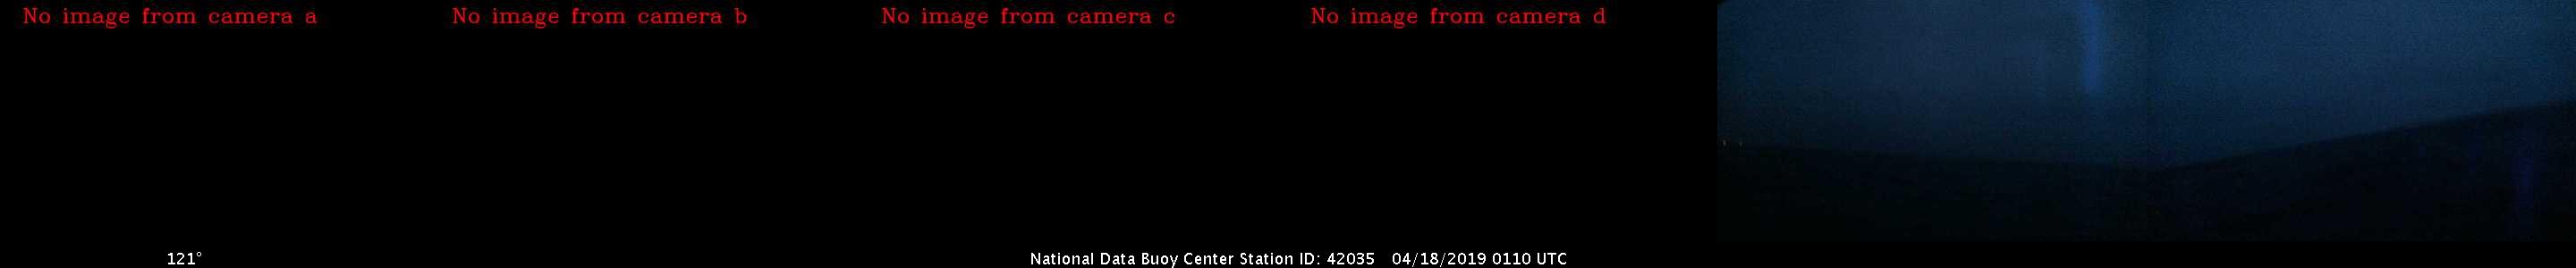 No image from camera a
No image from camera b
No image from camera c
No image from camera d
121°
National Data Buoy Center Station ID: 42035 04/18/2019 0110 UTC